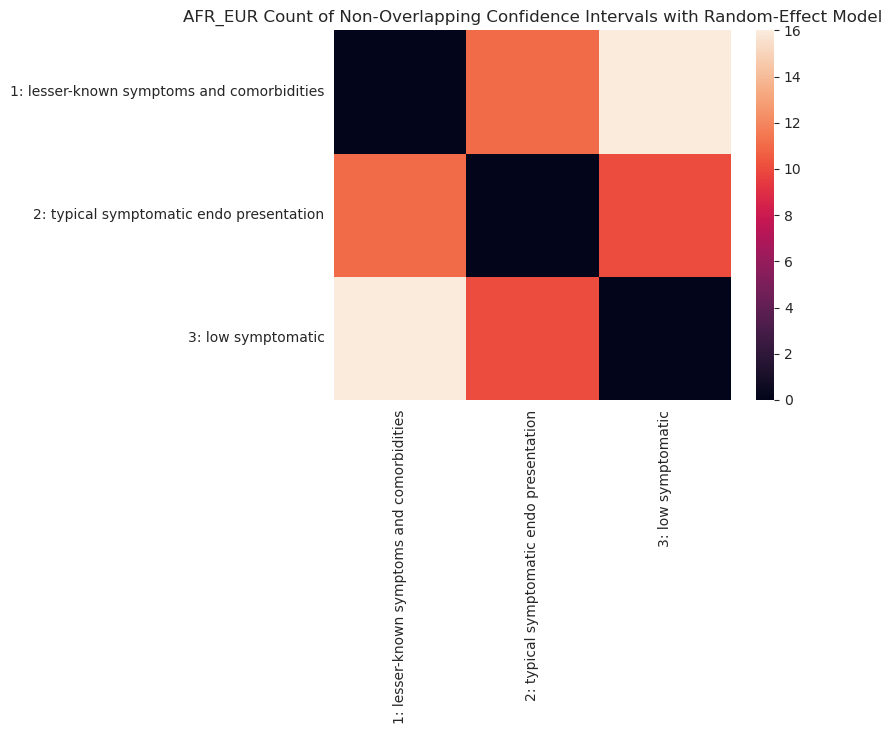 AFR_EUR Count of Non-Overlapping Confidence Intervals with Random-Effect Model
1: lesser-known symptoms and comorbidities
2: typical symptomatic endo presentation
3: low symptomatic
16
14
12
10
8
6
4
2
0
1: lesser-known symptoms and comorbidities
2: typical symptomatic endo presentation
3: low symptomatic